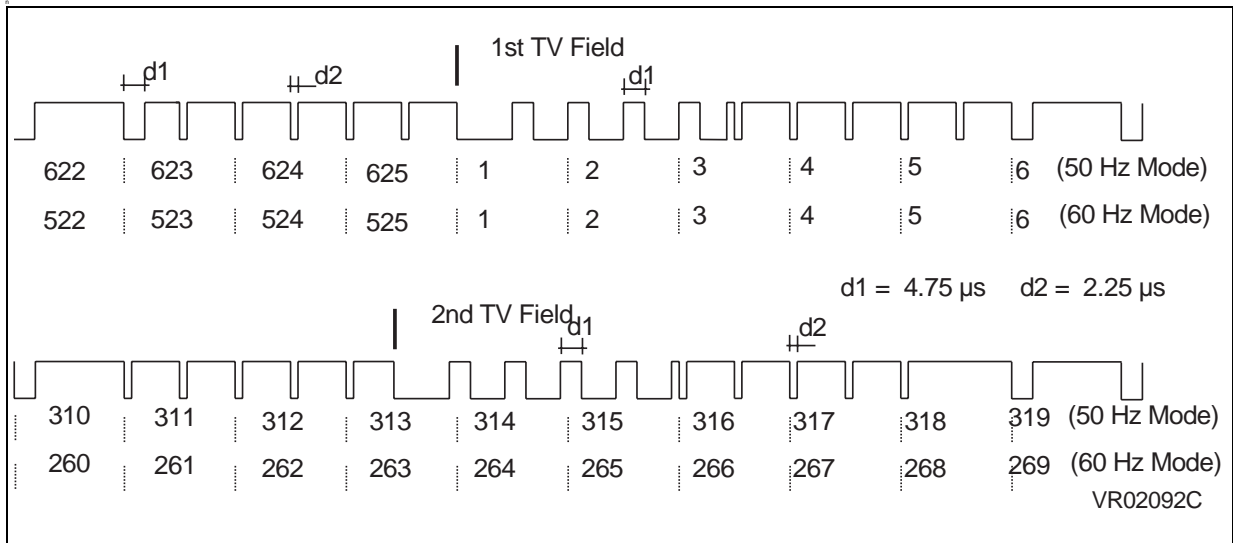 1st TV Field
d1 d2 d1
622 623 624 625 1 2 3 4 5 6 (50 Hz Mode)
522 523 524 525 1 2 3 4 5 6 (60 Hz Mode)
d1 = 4.75 µs d2 = 2.25 µs
2nd TV Field
d1 d2
310 311 312 313 314 315 316 317 318 319 (50 Hz Mode)
260 261 262 263 264 265 266 267 268 269 (60 Hz Mode)
VR02092C